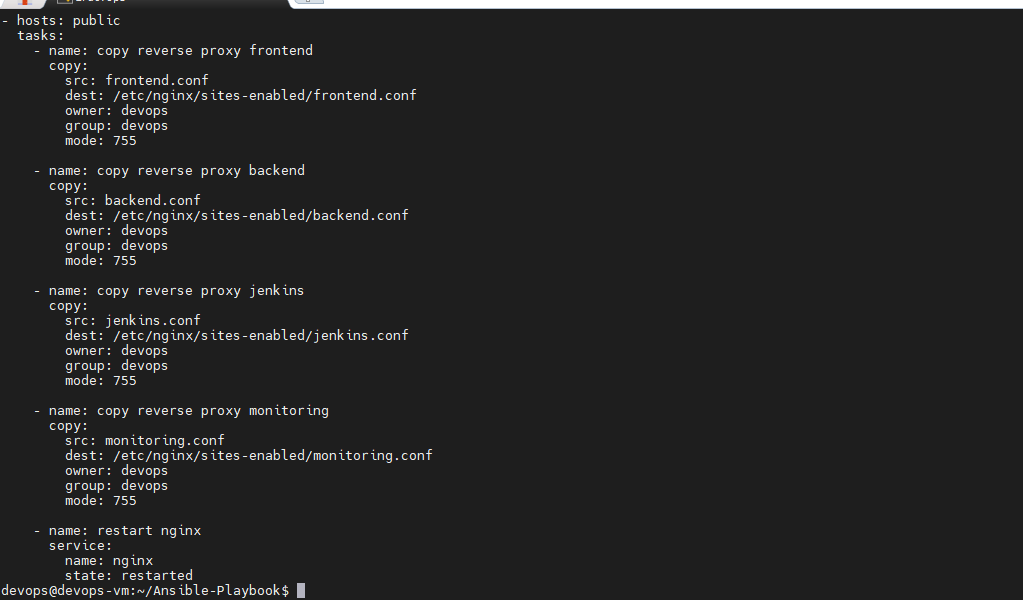 - hosts: public
  tasks:
    - name: copy reverse proxy frontend
      copy:
        src: frontend.conf
        dest: /etc/nginx/sites-enabled/frontend.conf
        owner: devops
        group: devops
        mode: 755

    - name: copy reverse proxy backend
      copy:
        src: backend.conf
        dest: /etc/nginx/sites-enabled/backend.conf
        owner: devops
        group: devops
        mode: 755

    - name: copy reverse proxy jenkins
      copy:
        src: jenkins.conf
        dest: /etc/nginx/sites-enabled/jenkins.conf
        owner: devops
        group: devops
        mode: 755

    - name: copy reverse proxy monitoring
      copy:
        src: monitoring.conf
        dest: /etc/nginx/sites-enabled/monitoring.conf
        owner: devops
        group: devops
        mode: 755

    - name: restart nginx
      service:
        name: nginx
        state: restarted
devops@devops-vm:~/Ansible-Playbook$